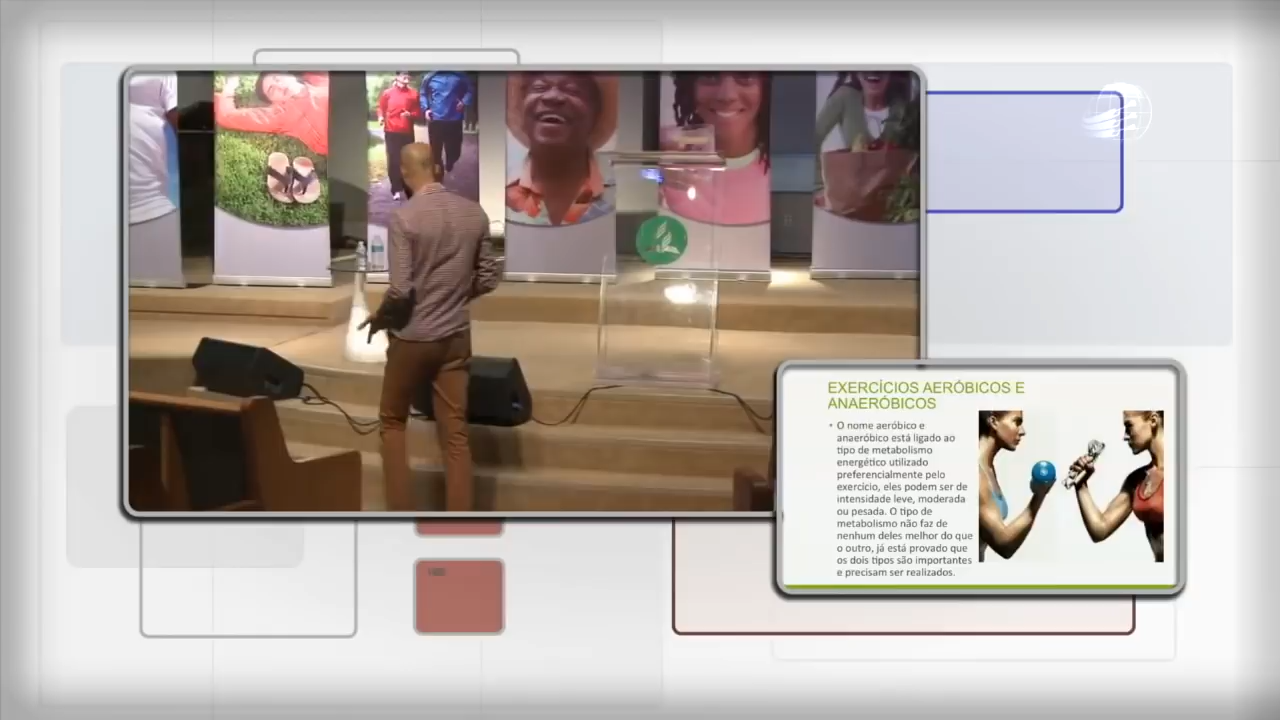 EXERCÍCIOS AERÓBICOS E
ANAERÓBICOS
• O nome aeróbico e
anaeróbico está ligado ao
tipo de metabolismo
energético utilizado
preferencialmente pelo
exercício, eles podem ser de
intensidade leve, moderada
ou pesada. O tipo de
metabolismo não faz de
nenhum deles melhor do que
o outro, já está provado que
os dois tipos são importantes
e precisam ser realizados.